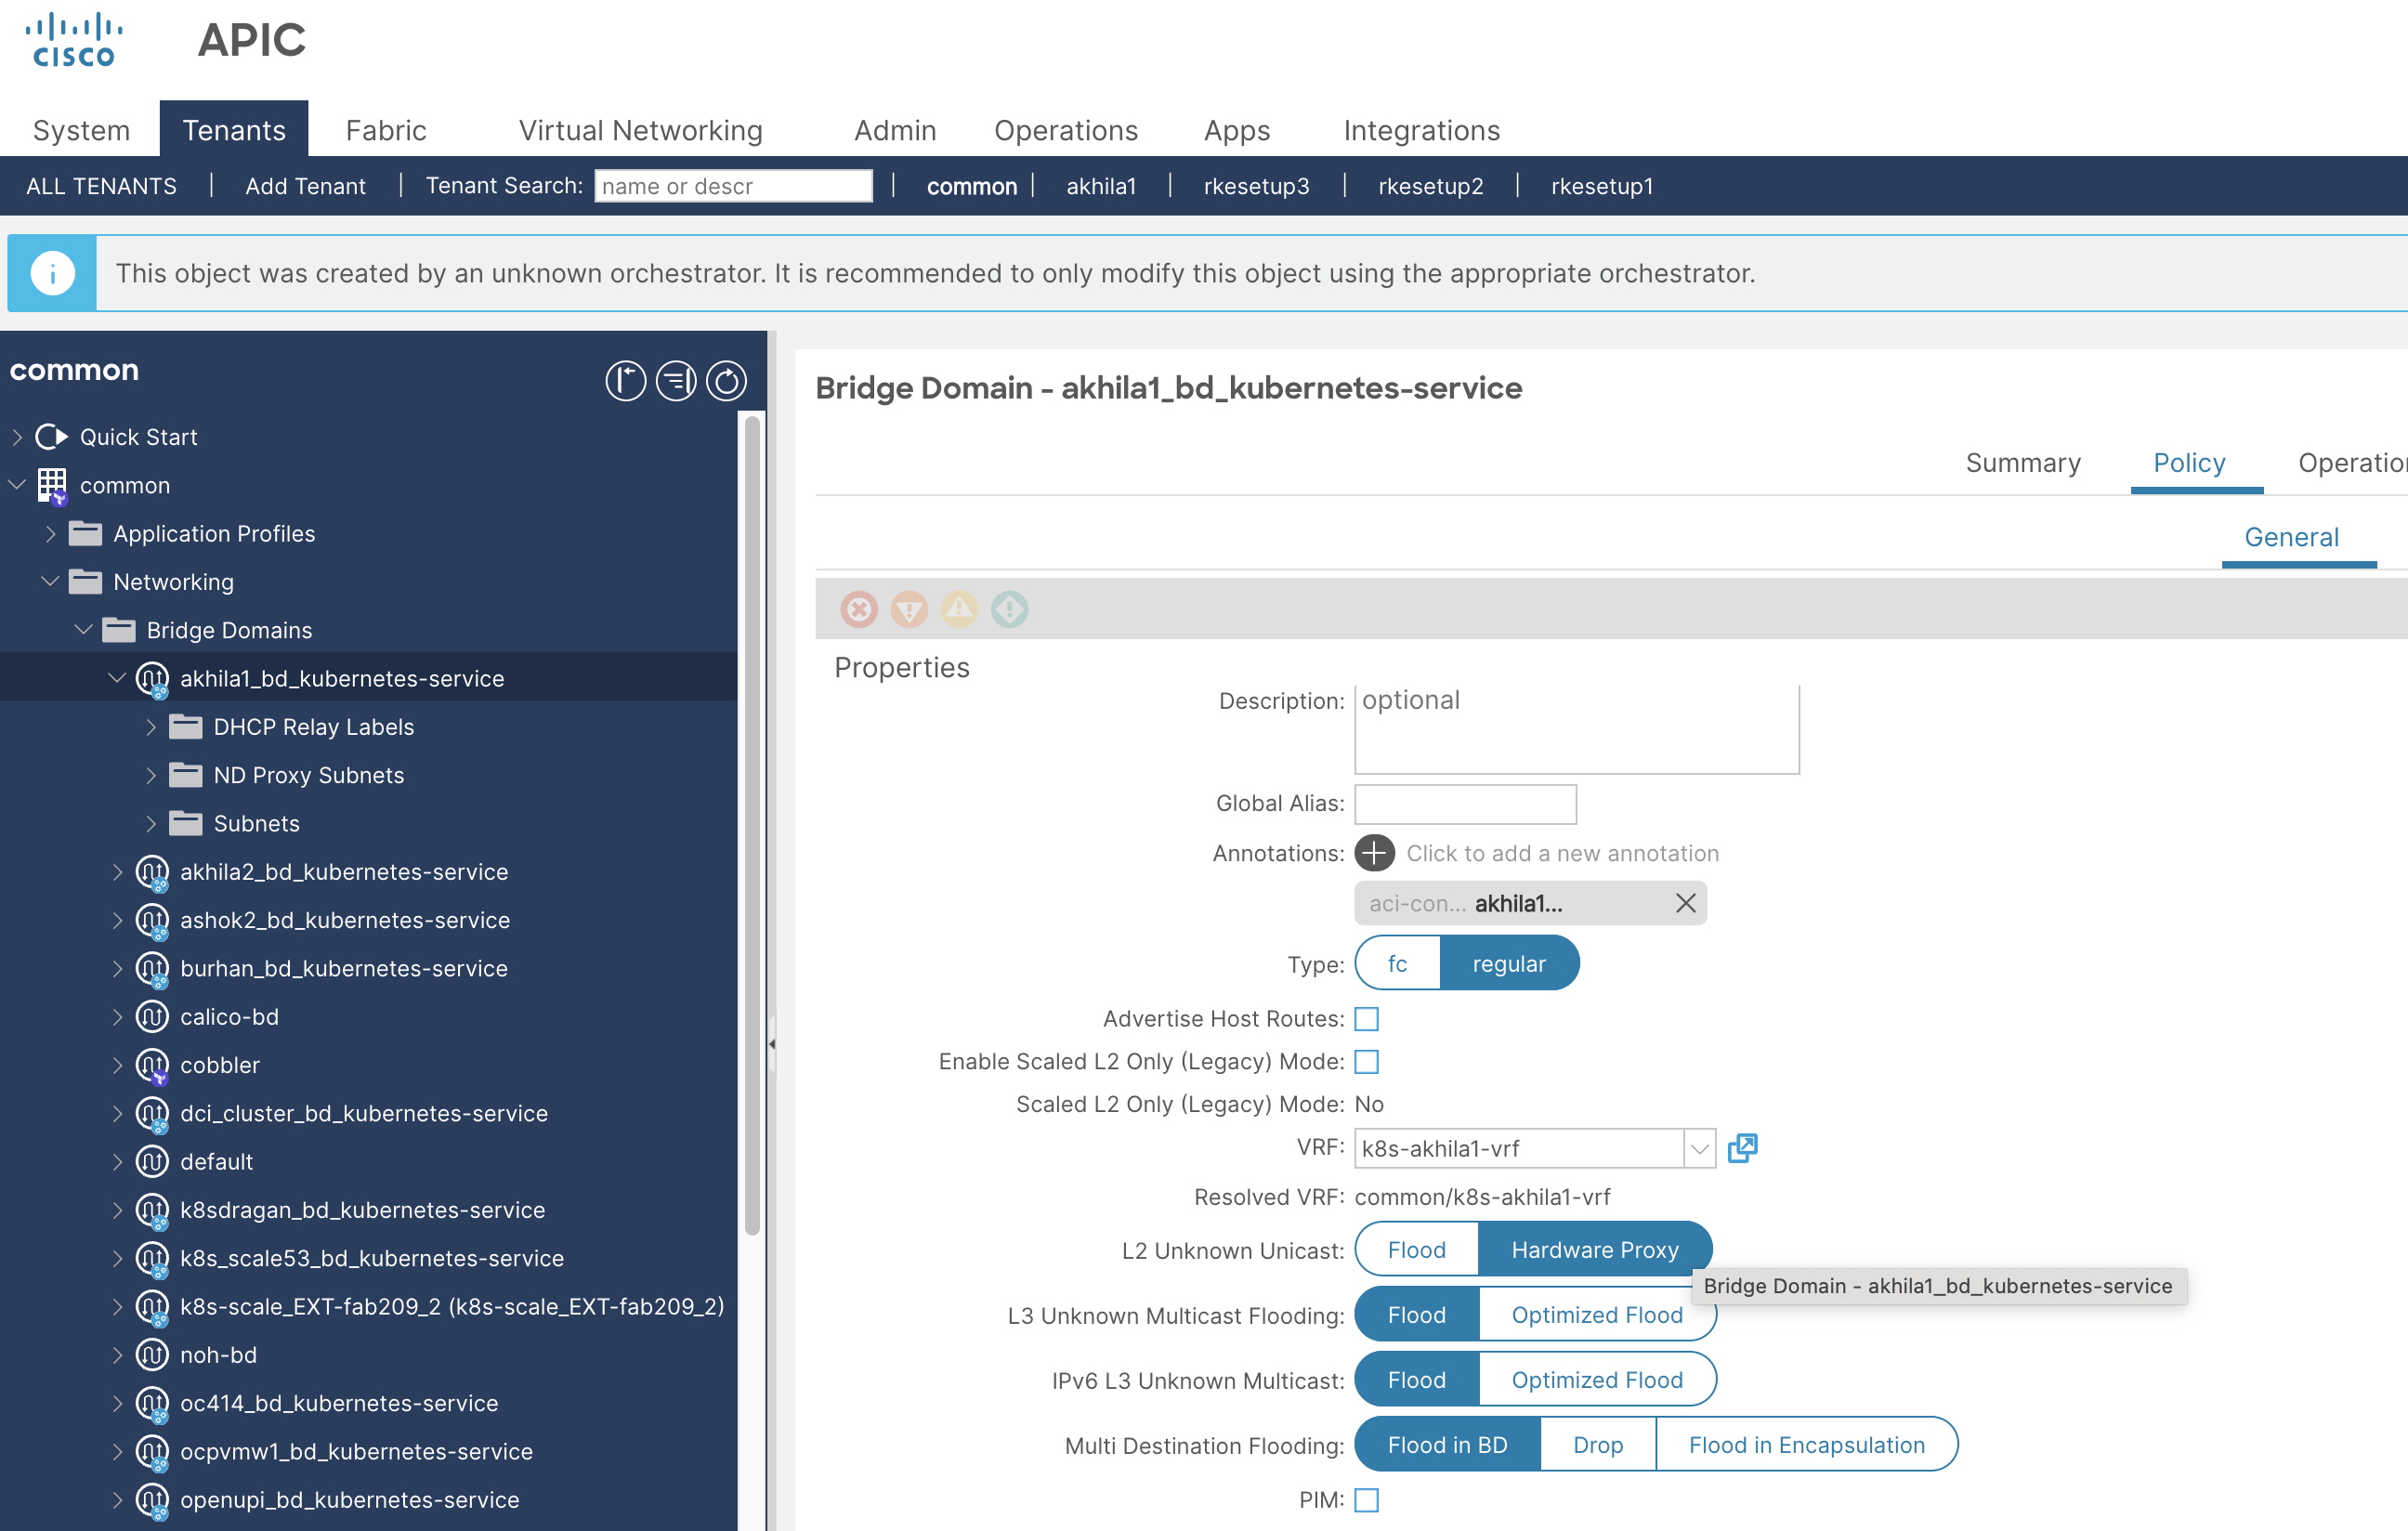 CISCO
APIC
System Tenants Fabric Virtual Networking Admin Operations Apps Integrations
ALL TENANTS | Add Tenant | Tenant Search: name or descr | common | akhila1 | rkesetup3 | rkesetup2 | rkesetup1
This object was created by an unknown orchestrator. It is recommended to only modify this object using the appropriate orchestrator.
common
Quick Start
common
Application Profiles
Networking
Bridge Domains
akhila1_bd_kubernetes-service
DHCP Relay Labels
ND Proxy Subnets
Subnets
akhila2_bd_kubernetes-service
ashok2_bd_kubernetes-service
burhan_bd_kubernetes-service
calico-bd
cobbler
dci_cluster_bd_kubernetes-service
default
k8sdragan_bd_kubernetes-service
k8s_scale53_bd_kubernetes-service
k8s-scale_EXT-fab209_2 (k8s-scale_EXT-fab209_2)
noh-bd
oc414_bd_kubernetes-service
ocpvmw1_bd_kubernetes-service
openupi_bd_kubernetes-service
Bridge Domain - akhila1_bd_kubernetes-service
Summary Policy Operatio
General
Properties
Description: optional
Global Alias:
Annotations: Click to add a new annotation
aci-con... akhila1...
Type: fc regular
Advertise Host Routes:
Enable Scaled L2 Only (Legacy) Mode:
Scaled L2 Only (Legacy) Mode: No
VRF: k8s-akhila1-vrf
Resolved VRF: common/k8s-akhila1-vrf
L2 Unknown Unicast: Flood Hardware Proxy
Bridge Domain - akhila1_bd_kubernetes-service
L3 Unknown Multicast Flooding: Flood Optimized Flood
IPv6 L3 Unknown Multicast: Flood Optimized Flood
Multi Destination Flooding: Flood in BD Drop Flood in Encapsulation
PIM: